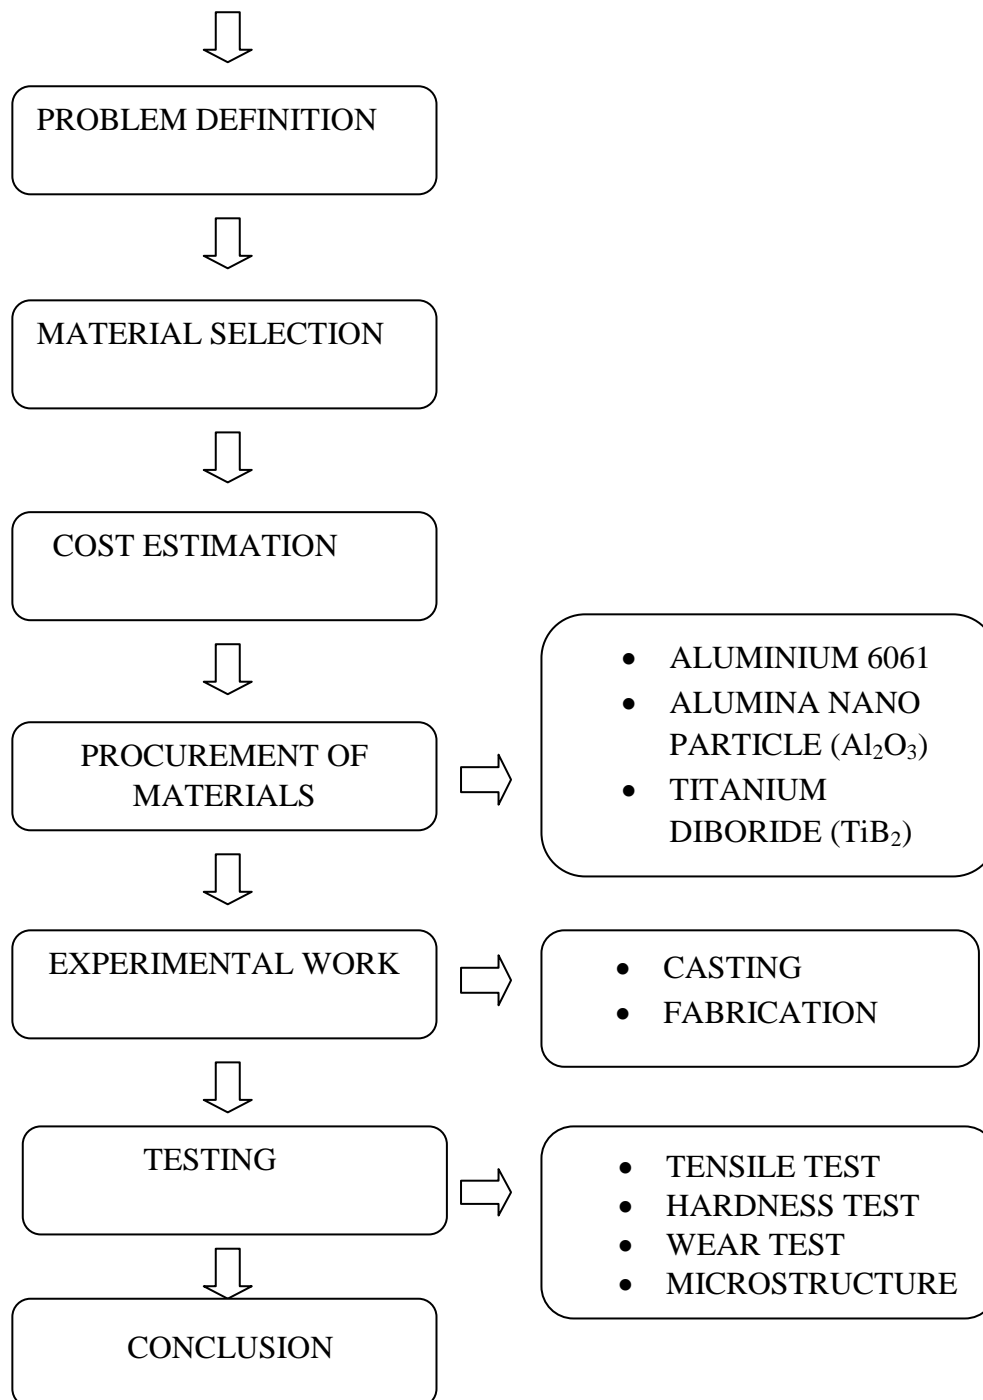 PROBLEM DEFINITION
MATERIAL SELECTION
COST ESTIMATION
PROCUREMENT OF
MATERIALS
• ALUMINIUM 6061
• ALUMINA NANO
PARTICLE (Al₂O₃)
• TITANIUM
DIBORIDE (TiB₂)
EXPERIMENTAL WORK
• CASTING
• FABRICATION
TESTING
• TENSILE TEST
• HARDNESS TEST
• WEAR TEST
• MICROSTRUCTURE
CONCLUSION